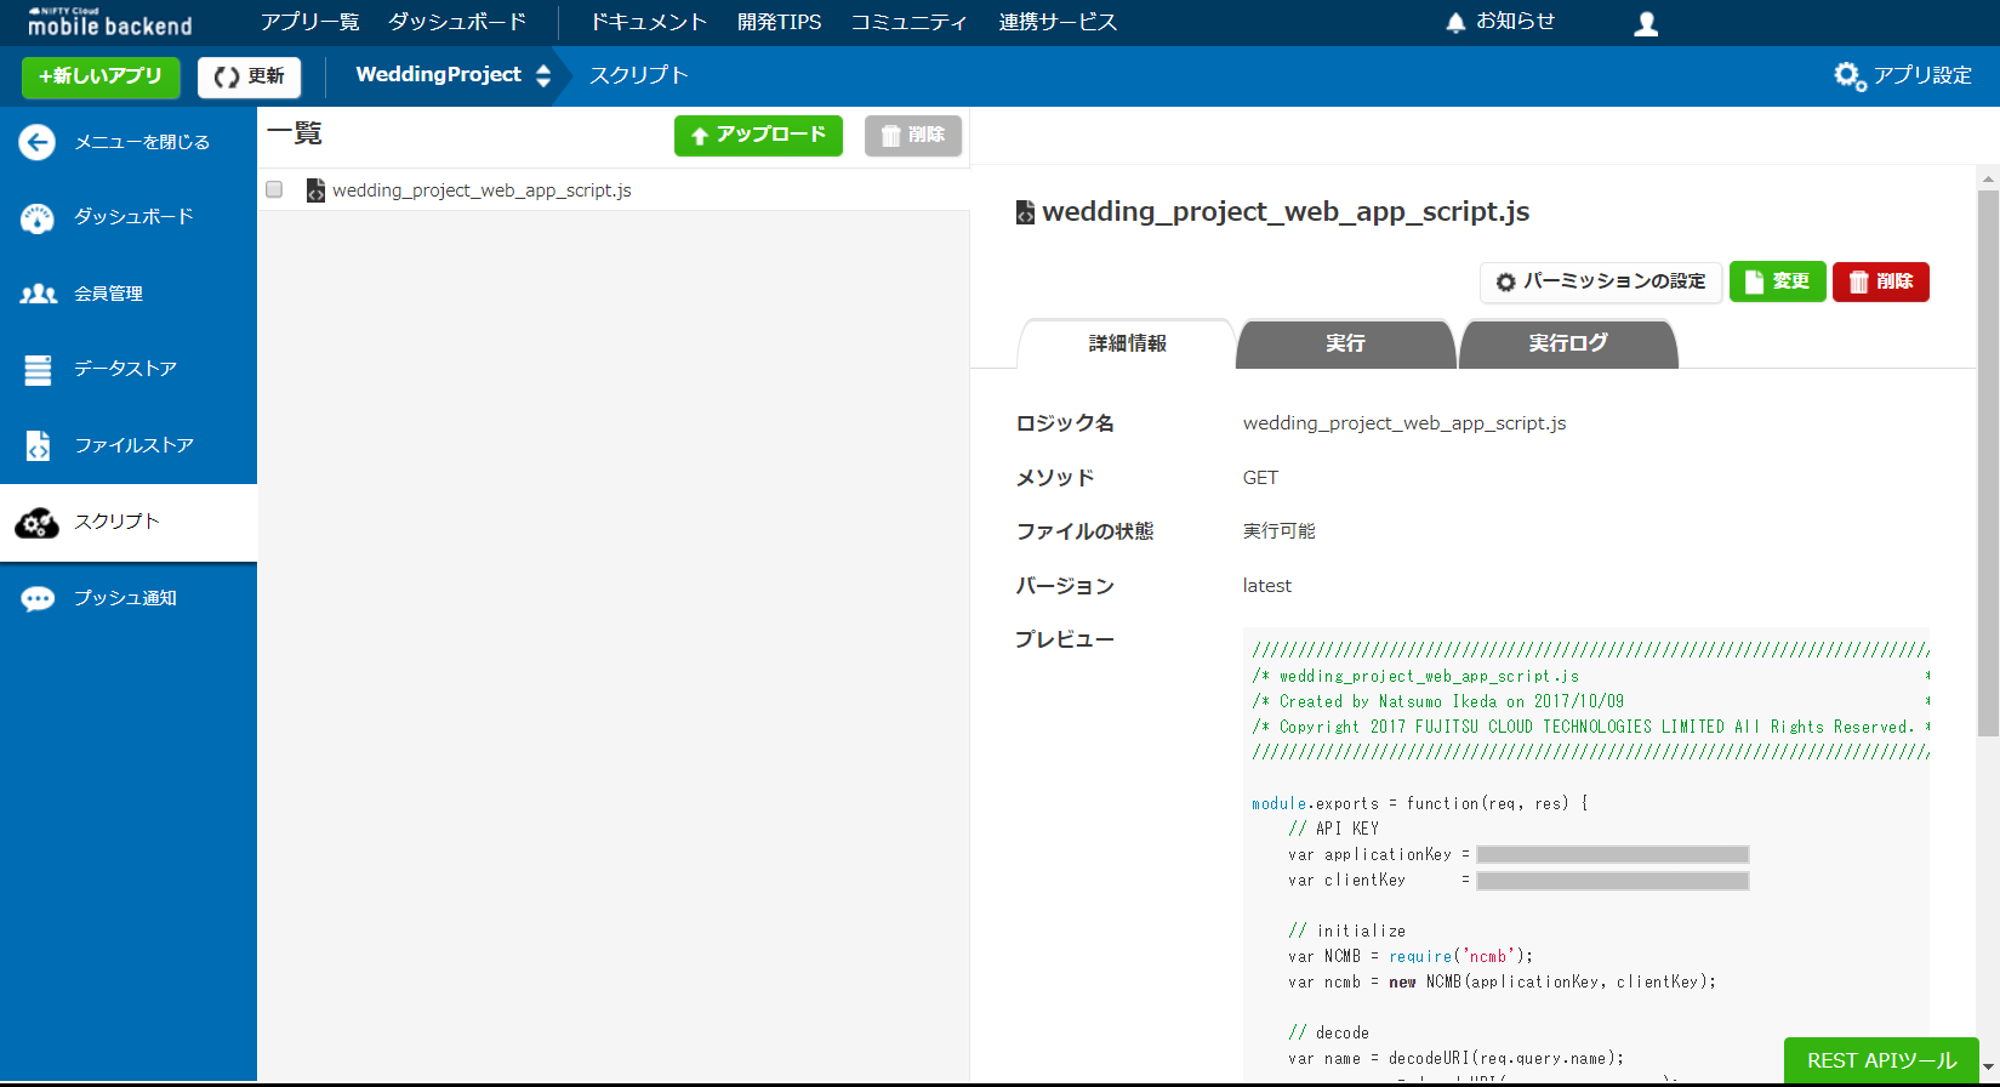 NIFTY Cloud
mobile backend
アプリ一覧 ダッシュボード ドキュメント 開発TIPS コミュニティ 連携サービス お知らせ
+新しいアプリ 更新 WeddingProject スクリプト アプリ設定
メニューを閉じる
ダッシュボード
会員管理
データストア
ファイルストア
スクリプト
プッシュ通知
一覧 アップロード 削除
wedding_project_web_app_script.js
wedding_project_web_app_script.js
パーミッションの設定 変更 削除
詳細情報 実行 実行ログ
ロジック名 wedding_project_web_app_script.js
メソッド GET
ファイルの状態 実行可能
バージョン latest
プレビュー
///////////////////////////////////////////////////////////////////////////
/* wedding_project_web_app_script.js *
/* Created by Natsumo Ikeda on 2017/10/09 *
/* Copyright 2017 FUJITSU CLOUD TECHNOLOGIES LIMITED All Rights Reserved. *
///////////////////////////////////////////////////////////////////////////
module.exports = function(req, res) {
// API KEY
var applicationKey =
var clientKey =
// initialize
var NCMB = require('ncmb');
var ncmb = new NCMB(applicationKey, clientKey);
// decode
var name = decodeURI(req.query.name);
REST APIツール